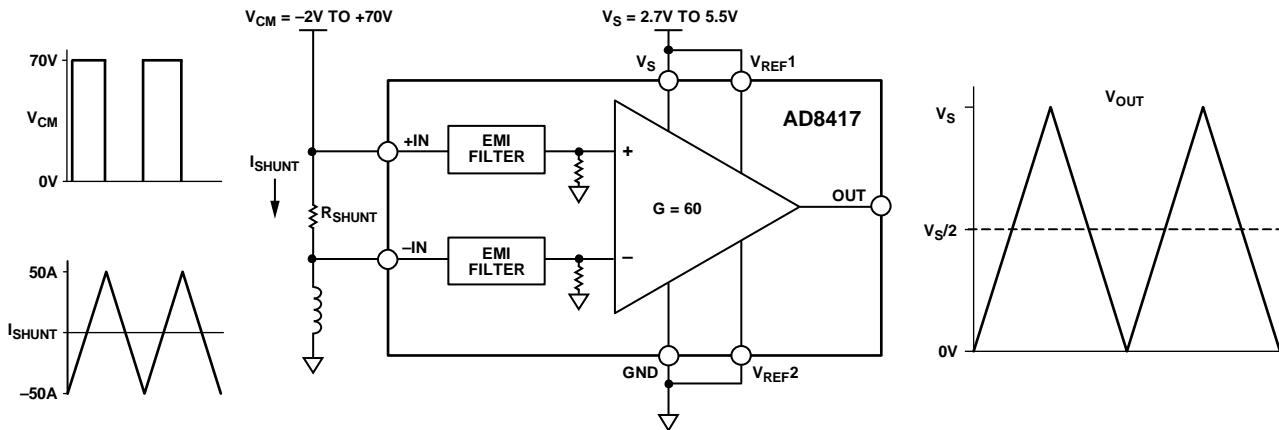 V_CM = –2V TO +70V
V_S = 2.7V TO 5.5V
70V
V_CM
0V
V_S
V_REF1
AD8417
I_SHUNT
+IN
EMI
FILTER
+
R_SHUNT
G = 60
OUT
–IN
EMI
FILTER
–
50A
I_SHUNT
–50A
GND
V_REF2
V_OUT
V_S
V_S/2
0V